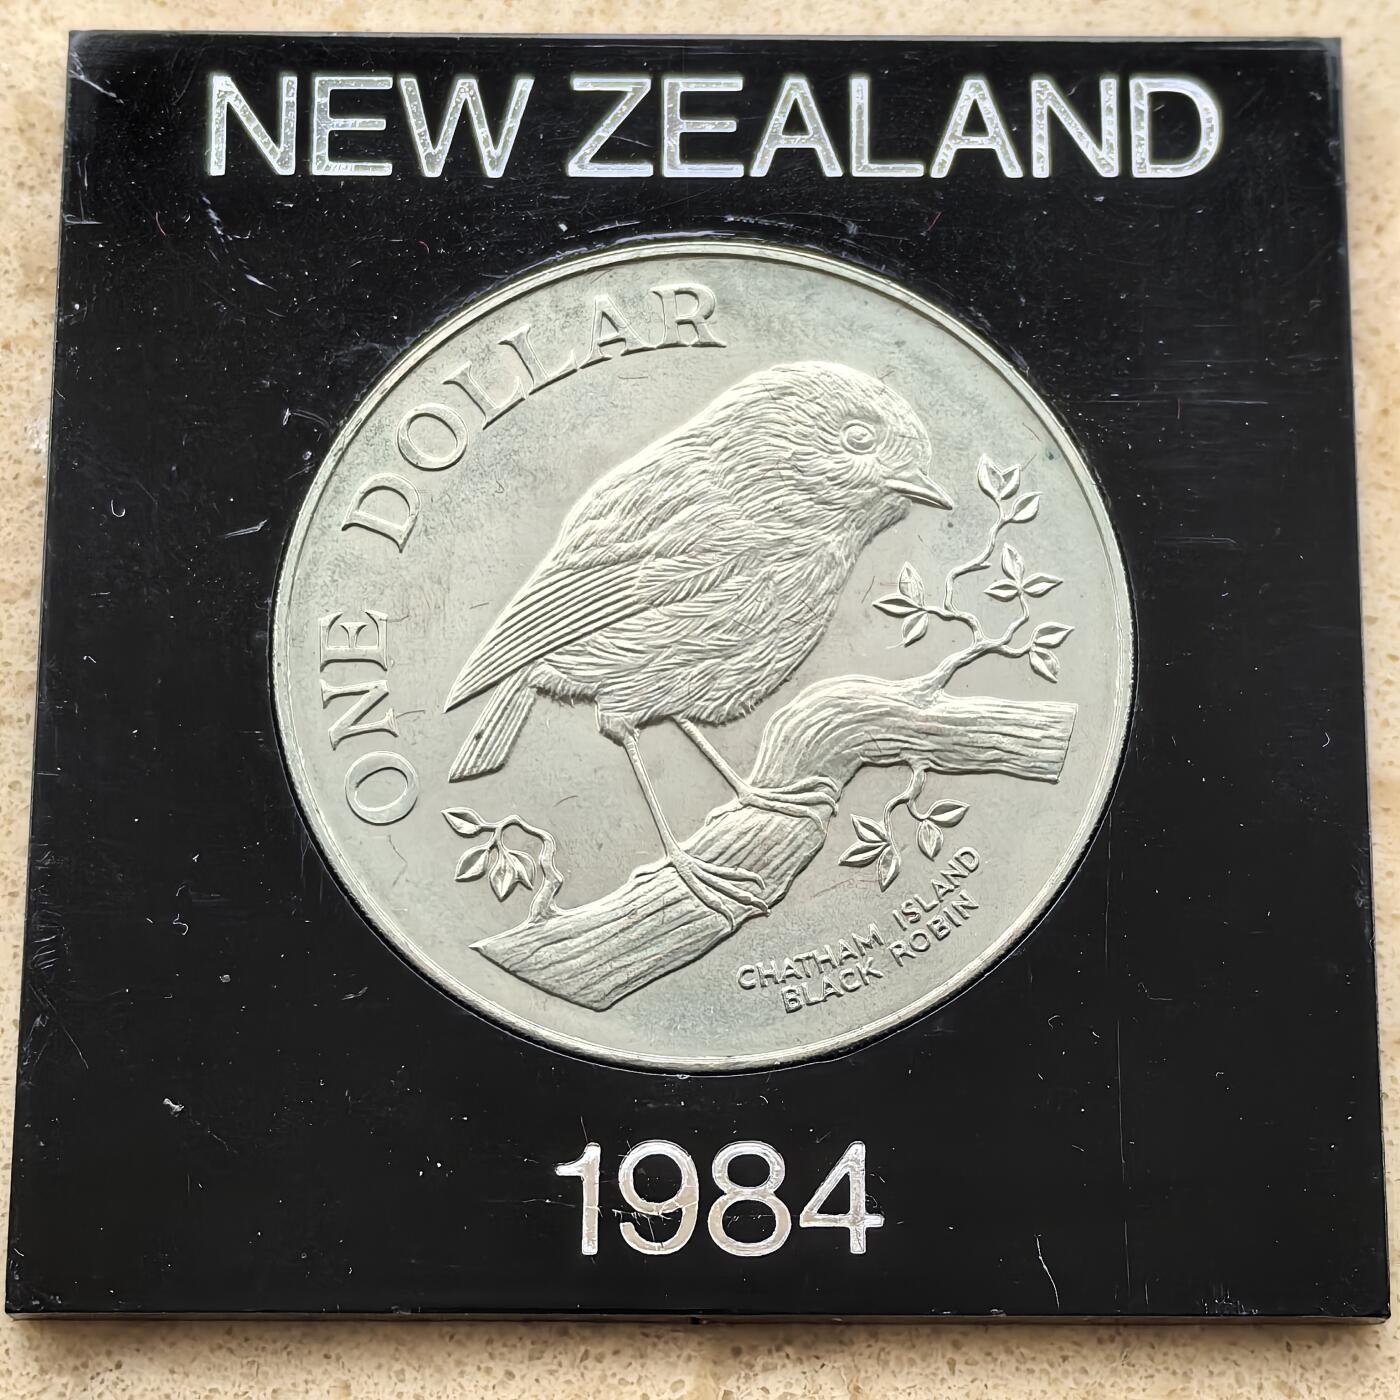 NEW ZEALAND
ONE DOLLAR
CHATHAM ISLAND
BLACK ROBIN
1984